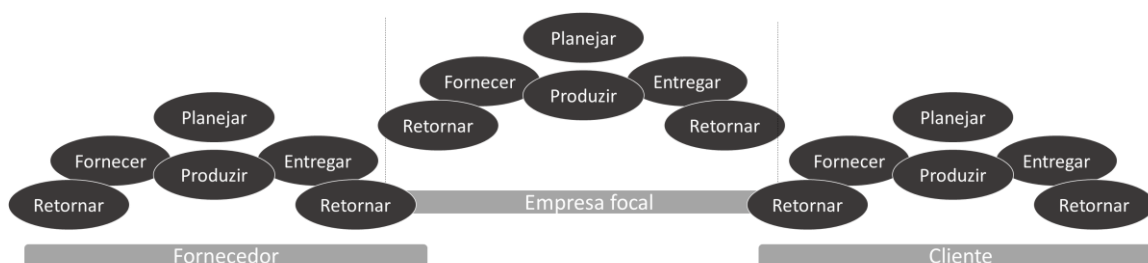 Planejar
Fornecer
Produzir
Entregar
Retornar
Retornar
Fornecedor
Planejar
Fornecer
Produzir
Entregar
Retornar
Retornar
Empresa focal
Planejar
Fornecer
Produzir
Entregar
Retornar
Retornar
Cliente